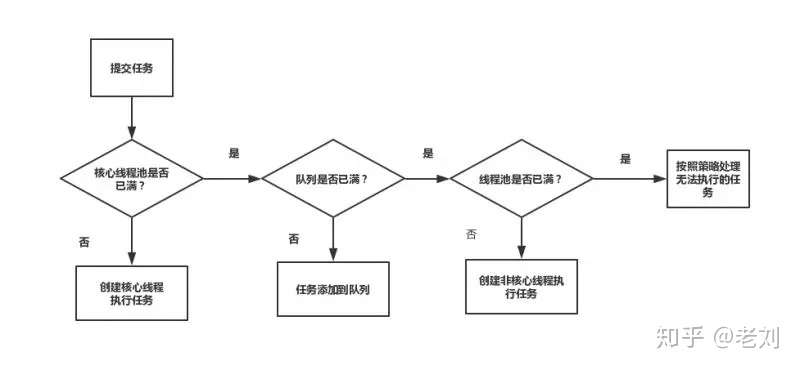 提交任务
核心线程池是否
已满？
是
队列是否已满？
是
线程池是否已满？
是
按照策略处理
无法执行的任
务
否
创建核心线程
执行任务
否
任务添加到队列
否
创建非核心线程执
行任务
知乎 @老刘